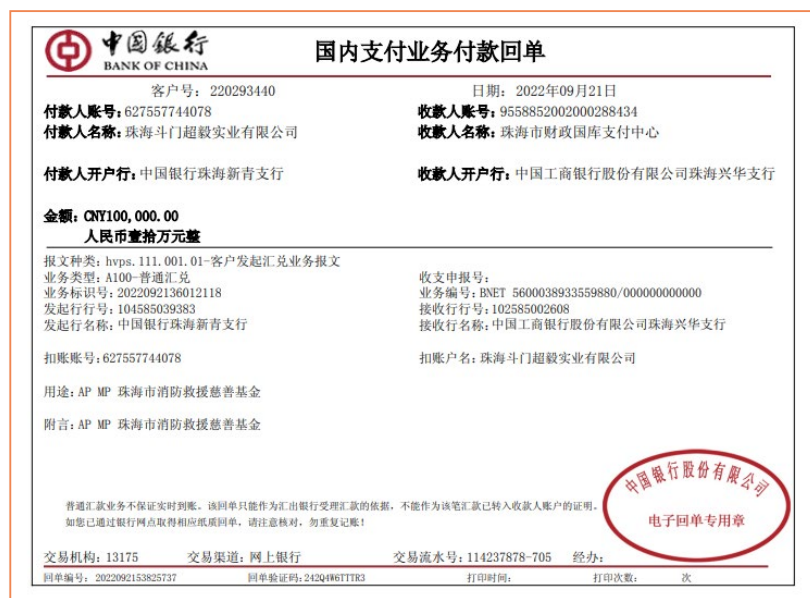 中国银行
BANK OF CHINA
国内支付业务付款回单
客户号：220293440 日期：2022年09月21日
付款人账号：627557744078 收款人账号：9558852002000288434
付款人名称：珠海斗门超毅实业有限公司 收款人名称：珠海市财政国库支付中心
付款人开户行：中国银行珠海新青支行 收款人开户行：中国工商银行股份有限公司珠海兴华支行
金额：CNY100,000.00
人民币壹拾万元整
报文种类：hvps.111.001.01-客户发起汇兑业务报文
业务类型：A100-普通汇兑 收支申报号：
业务标识号：2022092136012118 业务编号：BNET 5600038933559880/000000000000
发起行行号：104585039383 接收行行号：102585002608
发起行名称：中国银行珠海新青支行 接收行名称：中国工商银行股份有限公司珠海兴华支行
扣账账号：627557744078 扣账户名：珠海斗门超毅实业有限公司
用途：AP MP 珠海市消防救援慈善基金
附言：AP MP 珠海市消防救援慈善基金
中国银行股份有限公司
电子回单专用章
普通汇款业务不保证实时到账、该回单只能作为汇出银行受理汇款的依据，不能作为该笔汇款已转入收款人账户的证明。
如您已通过银行网点取得相应纸质回单，请注意核对，勿重复记账！
交易机构：13175 交易渠道：网上银行 交易流水号：114237878-705 经办：
回单编号：2022092153825737 回单验证码：242Q4W6TTTR3 打印时间： 打印次数： 次